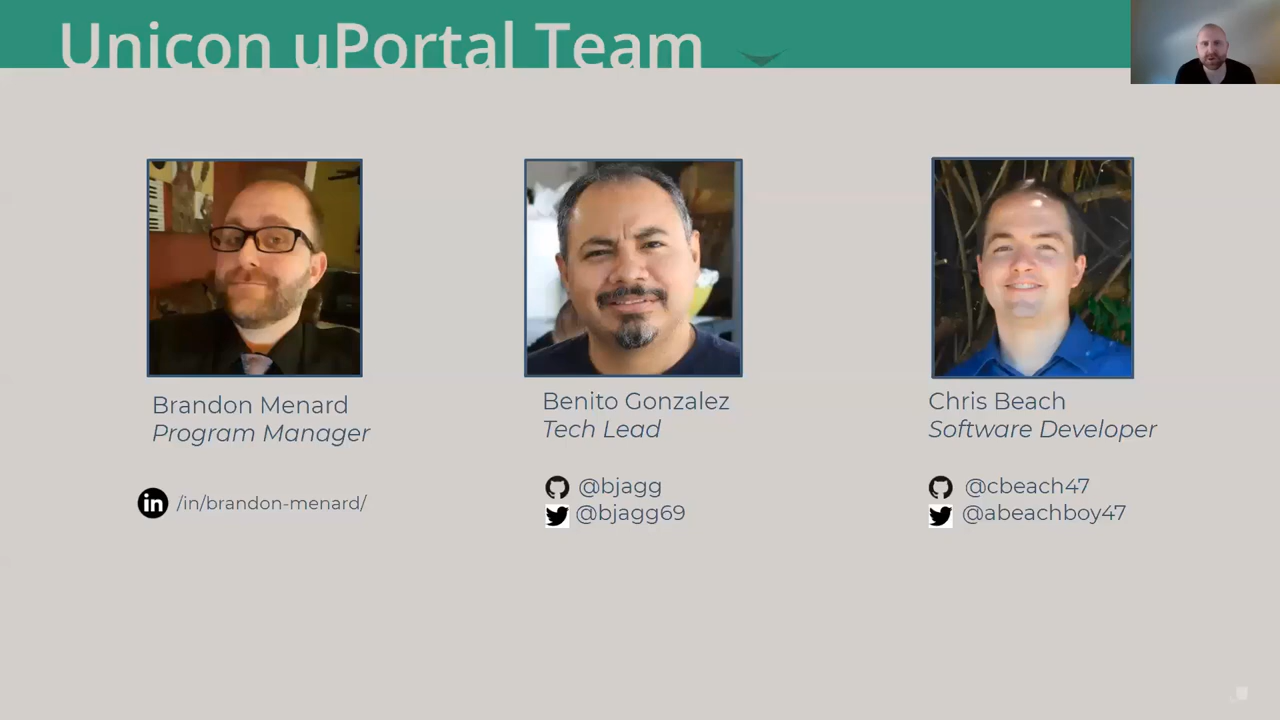 Unicon uPortal Team
Brandon Menard
Program Manager
in /in/brandon-menard/
Benito Gonzalez
Tech Lead
@bjagg
@bjagg69
Chris Beach
Software Developer
@cbeach47
@abeachboy47